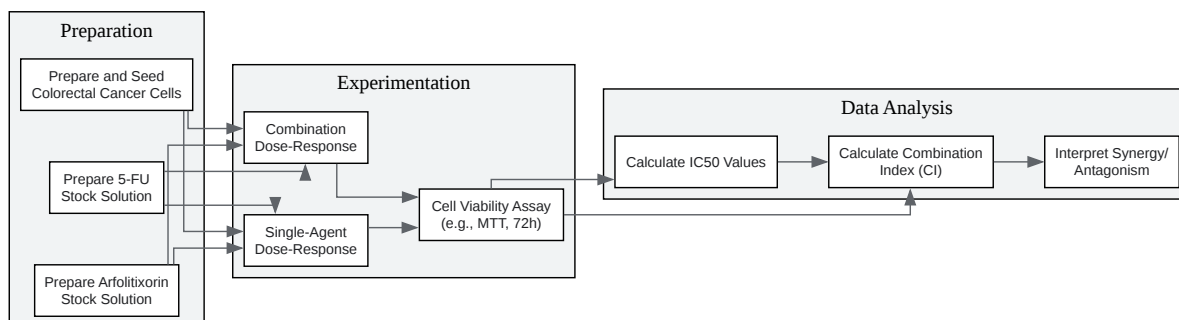 Preparation
Prepare and Seed
Colorectal Cancer Cells
Prepare 5-FU
Stock Solution
Prepare Arfolitixorin
Stock Solution
Experimentation
Combination
Dose-Response
Single-Agent
Dose-Response
Cell Viability Assay
(e.g., MTT, 72h)
Data Analysis
Calculate IC50 Values
Calculate Combination
Index (CI)
Interpret Synergy/
Antagonism